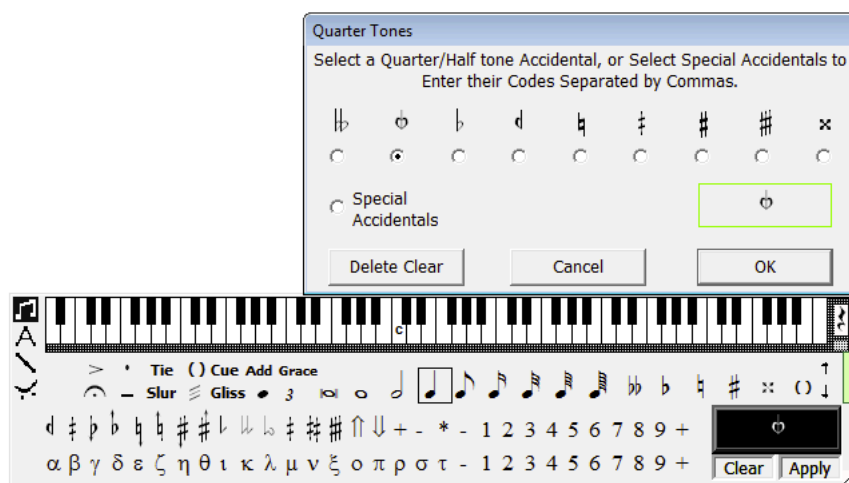 Quarter Tones
Select a Quarter/Half tone Accidental, or Select Special Accidentals to
Enter their Codes Separated by Commas.
Special
Accidentals
Delete Clear Cancel OK
C
A
> · Tie ( ) Cue Add Grace
– Slur Gliss 3
( )
+ - * - 1 2 3 4 5 6 7 8 9 +
α β γ δ ε ζ η θ ι κ λ μ ν ξ ο π ρ σ τ - 1 2 3 4 5 6 7 8 9 +
Clear Apply